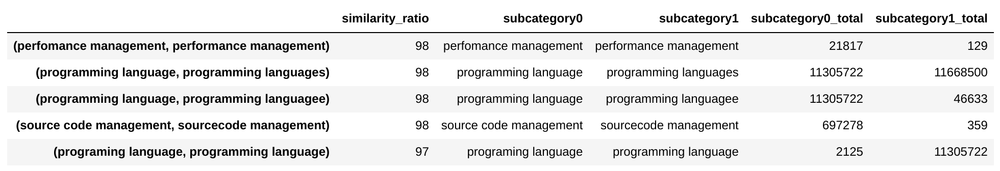 similarity_ratio subcategory0 subcategory1 subcategory0_total subcategory1_total
(perfomance management, performance management) 98 perfomance management performance management 21817 129
(programming language, programming languages) 98 programming language programming languages 11305722 11668500
(programming language, programming languagee) 98 programming language programming languagee 11305722 46633
(source code management, sourcecode management) 98 source code management sourcecode management 697278 359
(programing language, programming language) 97 programing language programming language 2125 11305722